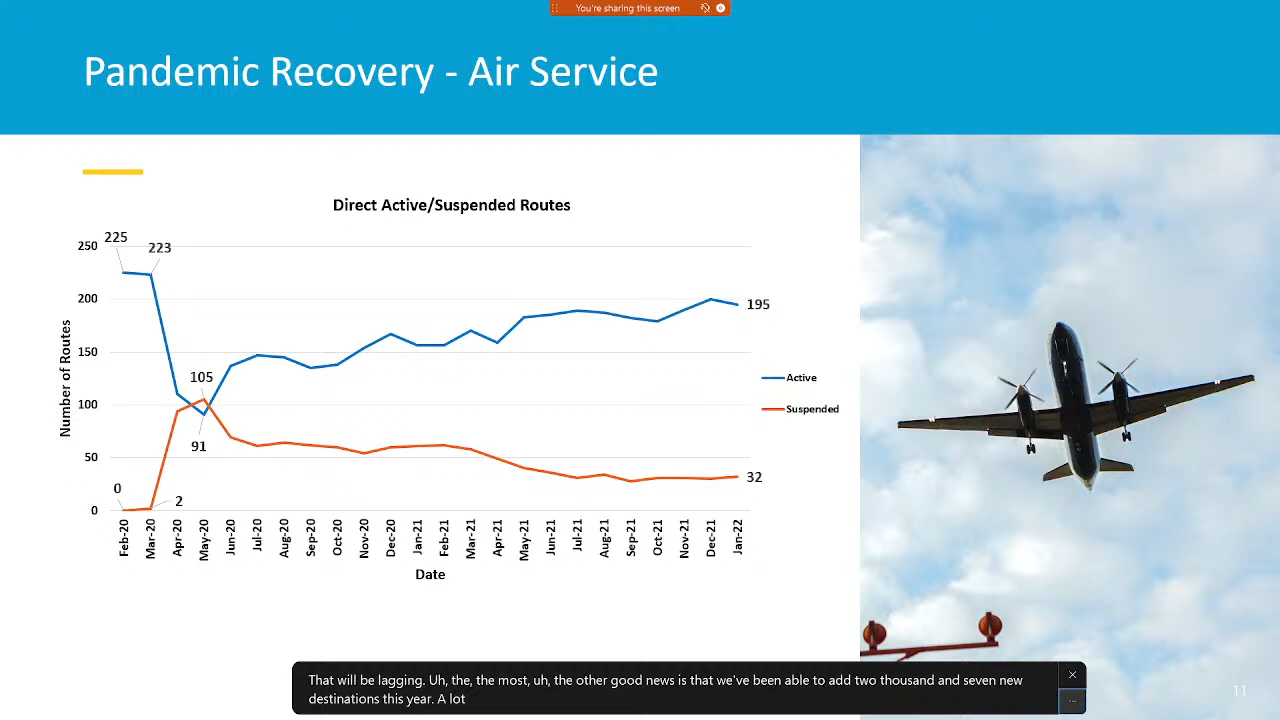 You're sharing this screen
Pandemic Recovery - Air Service
Direct Active/Suspended Routes
Number of Routes
250
200
150
100
50
0
225
223
105
91
0
2
195
32
Active
Suspended
Feb-20
Mar-20
Apr-20
May-20
Jun-20
Jul-20
Aug-20
Sep-20
Oct-20
Nov-20
Dec-20
Jan-21
Feb-21
Mar-21
Apr-21
May-21
Jun-21
Jul-21
Aug-21
Sep-21
Oct-21
Nov-21
Dec-21
Jan-22
Date
That will be lagging. Uh, the, the most, uh, the other good news is that we've been able to add two thousand and seven new
destinations this year. A lot
11